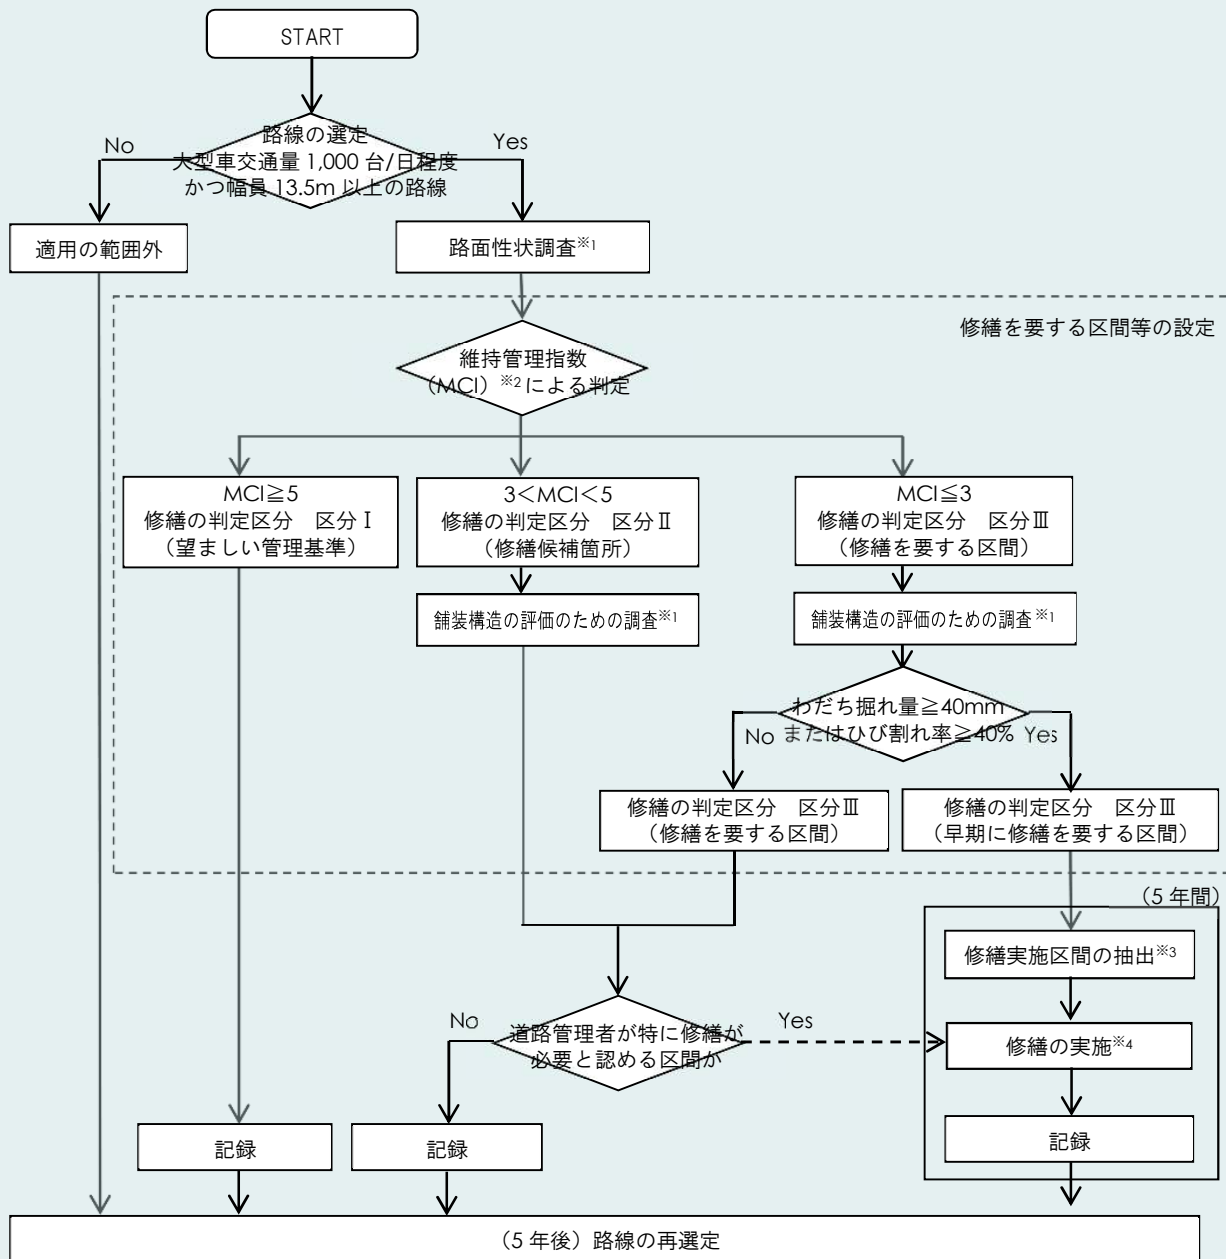 START
No
路線の選定
大型車交通量 1,000 台/日程度
かつ幅員 13.5m 以上の路線
Yes
適用の範囲外
路面性状調査※1
修繕を要する区間等の設定
維持管理指数
（MCI）※2による判定
MCI≧5
修繕の判定区分　区分Ⅰ
（望ましい管理基準）
3＜MCI＜5
修繕の判定区分　区分Ⅱ
（修繕候補箇所）
MCI≦3
修繕の判定区分　区分Ⅲ
（修繕を要する区間）
舗装構造の評価のための調査※1
舗装構造の評価のための調査※1
わだち掘れ量≧40mm
またはひび割れ率≧40%
No
Yes
修繕の判定区分　区分Ⅲ
（修繕を要する区間）
修繕の判定区分　区分Ⅲ
（早期に修繕を要する区間）
（5 年間）
修繕実施区間の抽出※3
No
道路管理者が特に修繕が
必要と認める区間か
Yes
修繕の実施※4
記録
記録
記録
（5 年後）路線の再選定